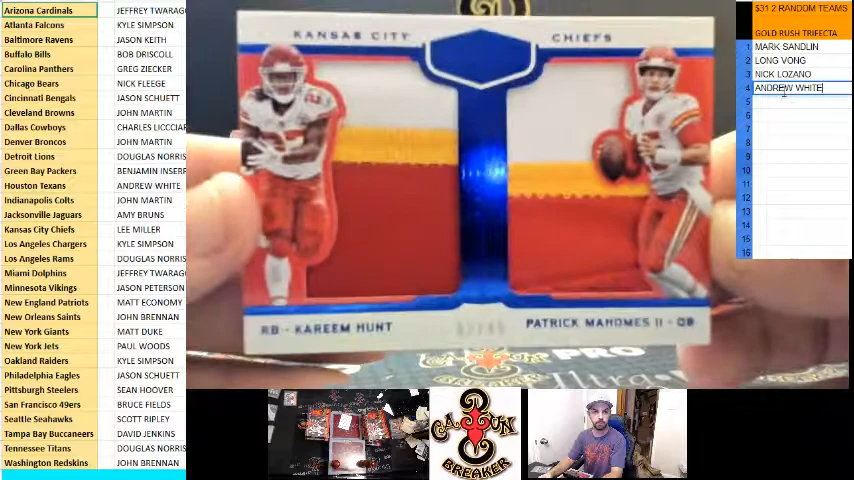 Arizona Cardinals JEFFREY TWARAG
Atlanta Falcons KYLE SIMPSON
Baltimore Ravens JASON KEITH
Buffalo Bills BOB DRISCOLL
Carolina Panthers GREG ZIECKER
Chicago Bears NICK FLEEGE
Cincinnati Bengals JASON SCHUETT
Cleveland Browns JOHN MARTIN
Dallas Cowboys CHARLES LICCCIAR
Denver Broncos JOHN MARTIN
Detroit Lions DOUGLAS NORRIS
Green Bay Packers BENJAMIN INSERR
Houston Texans ANDREW WHITE
Indianapolis Colts JOHN MARTIN
Jacksonville Jaguars AMY BRUNS
Kansas City Chiefs LEE MILLER
Los Angeles Chargers KYLE SIMPSON
Los Angeles Rams DOUGLAS NORRIS
Miami Dolphins JEFFREY TWARAG
Minnesota Vikings JASON PETERSON
New England Patriots MATT ECONOMY
New Orleans Saints JOHN BRENNAN
New York Giants MATT DUKE
New York Jets PAUL WOODS
Oakland Raiders KYLE SIMPSON
Philadelphia Eagles JASON SCHUETT
Pittsburgh Steelers SEAN HOOVER
San Francisco 49ers BRUCE FIELDS
Seattle Seahawks SCOTT RIPLEY
Tampa Bay Buccaneers DAVID JENKINS
Tennessee Titans DOUGLAS NORRIS
Washington Redskins JOHN BRENNAN
KANSAS CITY CHIEFS
RB - KAREEM HUNT
PATRICK MAHOMES II - QB
PRO
CAJUN
BREAKER
$31 2 RANDOM TEAMS
GOLD RUSH TRIFECTA
1 MARK SANDLIN
2 LONG VONG
3 NICK LOZANO
4 ANDREW WHITE
5
6
7
8
9
10
11
12
13
14
15
16